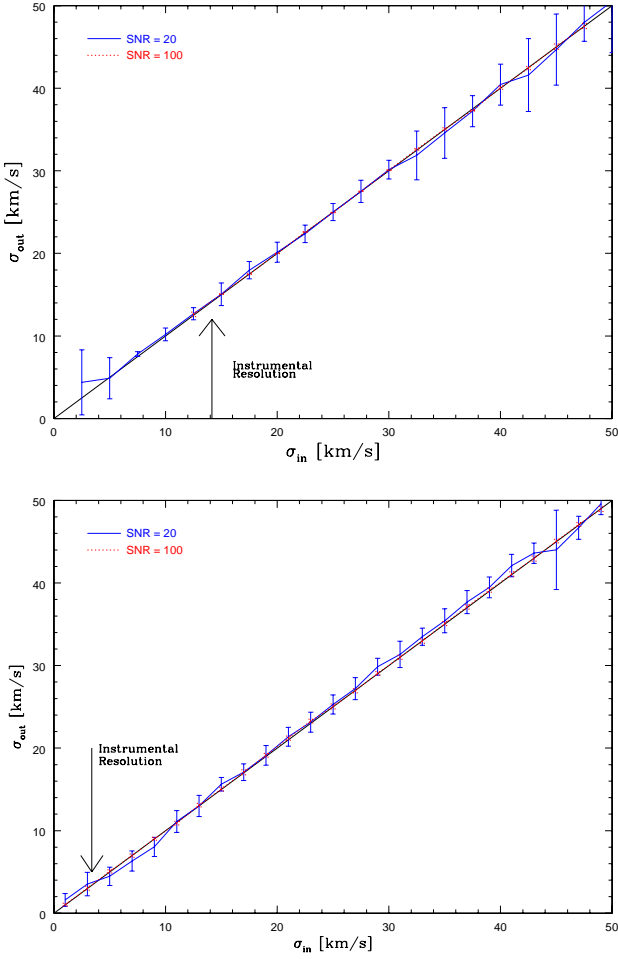 50
SNR = 20
SNR = 100
40
30
20
10
0
σout [km/s]
Instrumental
Resolution
0 10 20 30 40 50
σin [km/s]
50
SNR = 20
SNR = 100
40
30
20
10
0
σout [km/s]
Instrumental
Resolution
0 10 20 30 40 50
σin [km/s]